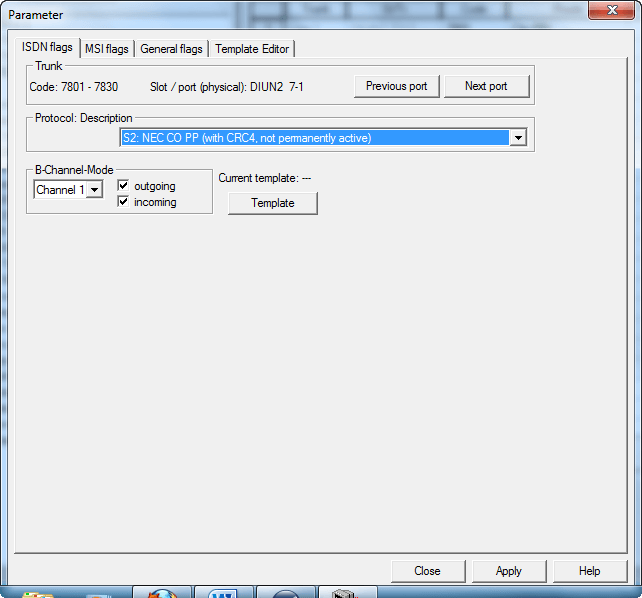 Parameter
ISDN flags MSI flags General flags Template Editor
Trunk
Code: 7801 - 7830 Slot / port (physical): DIUN2 7-1 Previous port Next port
Protocol: Description
S2: NEC CO PP (with CRC4, not permanently active)
B-Channel-Mode
Channel 1 outgoing
incoming
Current template: ---
Template
Close Apply Help